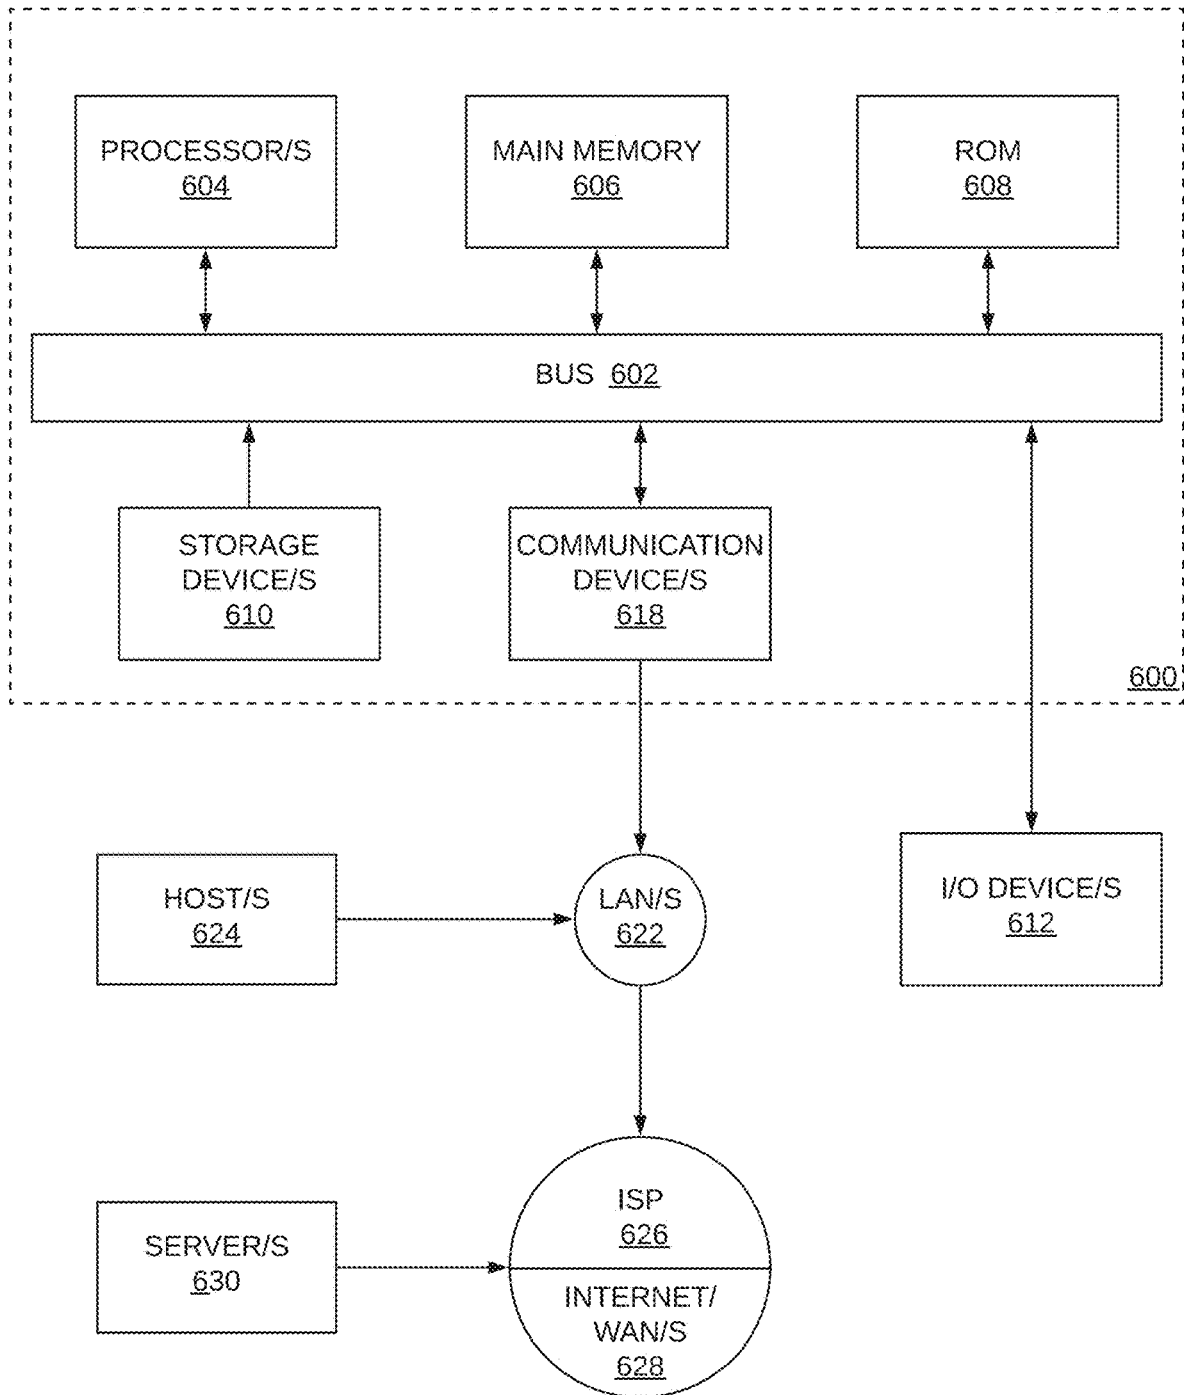 PROCESSOR/S
604
MAIN MEMORY
606
ROM
608
BUS 602
STORAGE
DEVICE/S
610
COMMUNICATION
DEVICE/S
618
600
HOST/S
624
LAN/S
622
I/O DEVICE/S
612
ISP
626
SERVER/S
630
INTERNET/
WAN/S
628